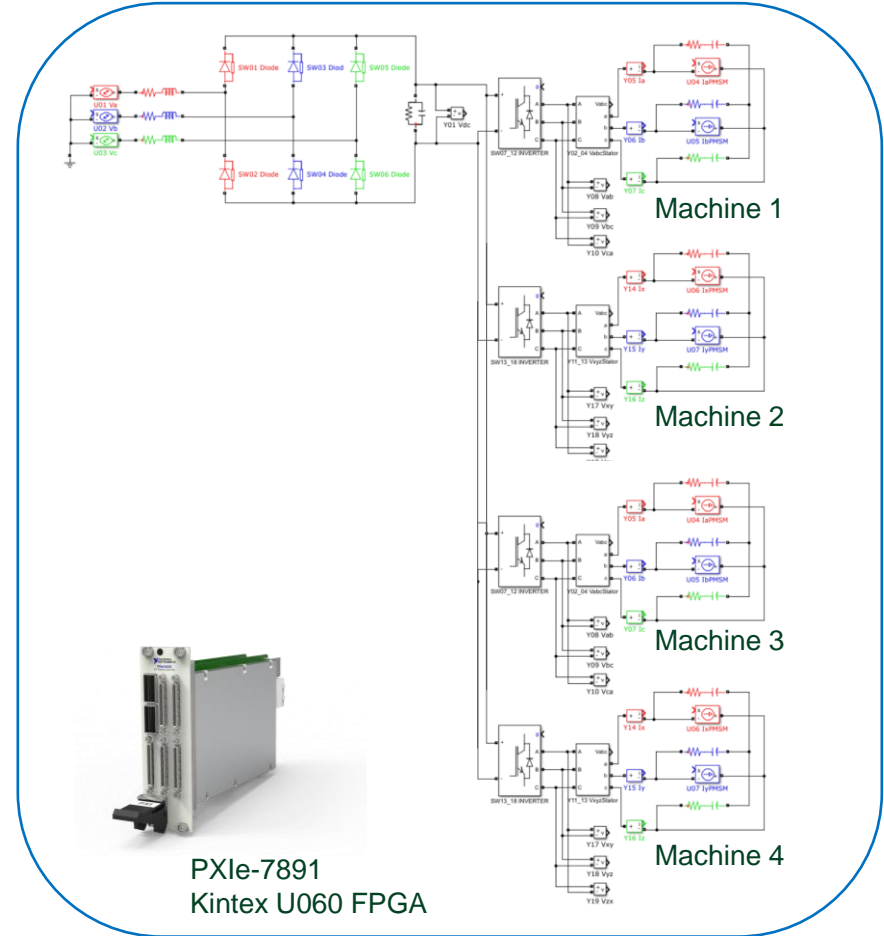 SW01 Diode
SW03 Diod
SW05 Diode
U01 Va
U02 Vb
U03 Vc
Y01 Vdc
SW02 Diode
SW04 Diode
SW06 Diode
SW07_12 INVERTER
Y02_04 VabcStator
A
B
C
Vabc
a
b
c
Y05 Ia
U04 IaPMSM
Y06 Ib
U05 IbPMSM
Y07 Ic
Machine 1
Y08 Vab
Y09 Vbc
Y10 Vca
SW13_18 INVERTER
Y11_13 VxyzStator
A
B
C
Vabc
a
b
c
Y14 Ix
U06 IxPMSM
Y15 Iy
U07 IyPMSM
Y16 Iz
Machine 2
Y17 Vxy
Y18 Vyz
SW07_12 INVERTER
Y02_04 VabcStator
A
B
C
Vabc
a
b
c
Y05 Ia
U04 IaPMSM
Y06 Ib
U05 IbPMSM
Y07 Ic
Machine 3
Y08 Vab
Y09 Vbc
Y10 Vca
SW13_18 INVERTER
Y11_13 VxyzStator
A
B
C
Vabc
a
b
c
Y14 Ix
U06 IxPMSM
Y15 Iy
U07 IyPMSM
Y16 Iz
Machine 4
Y17 Vxy
Y18 Vyz
Y19 Vzx
PXIe-7891
Kintex U060 FPGA